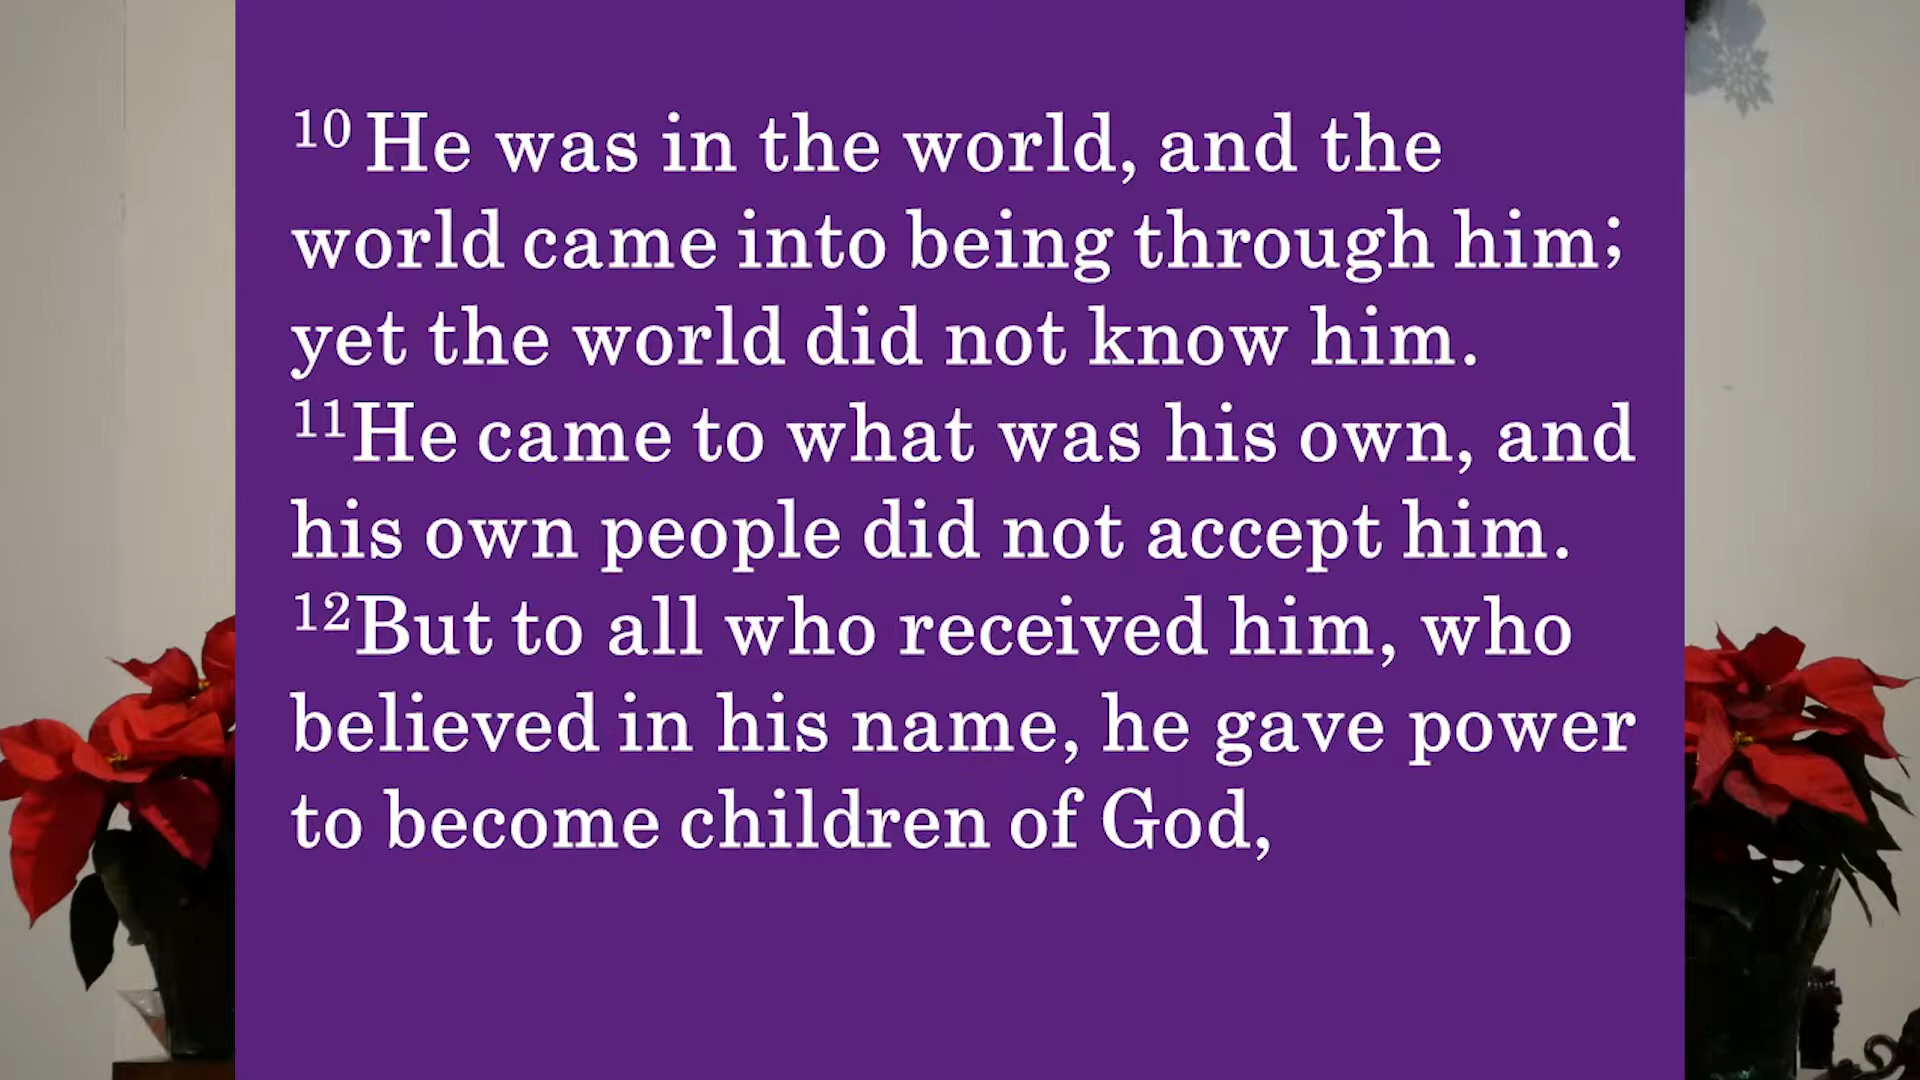 10 He was in the world, and the
world came into being through him;
yet the world did not know him.
11He came to what was his own, and
his own people did not accept him.
12But to all who received him, who
believed in his name, he gave power
to become children of God,